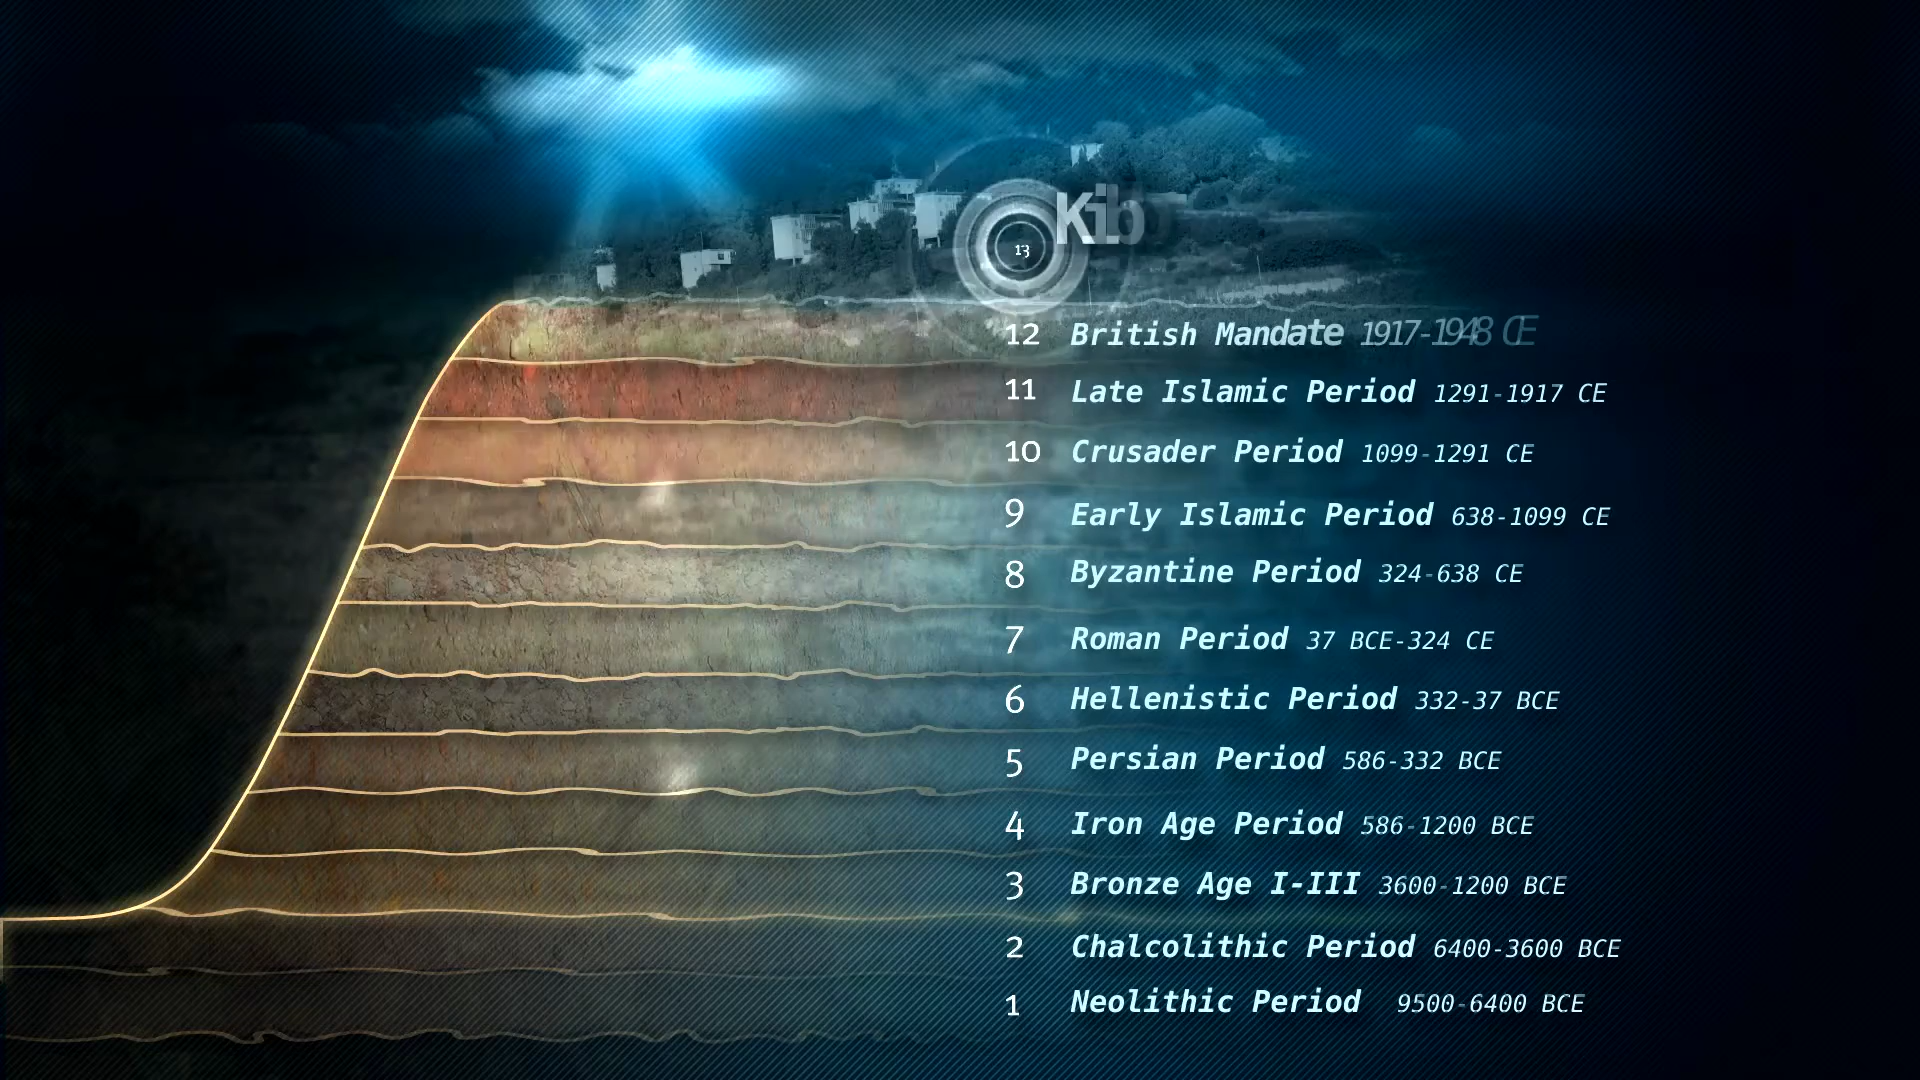 13 Kib
12 British Mandate 1917-1948 CE
11 Late Islamic Period 1291-1917 CE
10 Crusader Period 1099-1291 CE
9 Early Islamic Period 638-1099 CE
8 Byzantine Period 324-638 CE
7 Roman Period 37 BCE-324 CE
6 Hellenistic Period 332-37 BCE
5 Persian Period 586-332 BCE
4 Iron Age Period 586-1200 BCE
3 Bronze Age I-III 3600-1200 BCE
2 Chalcolithic Period 6400-3600 BCE
1 Neolithic Period 9500-6400 BCE